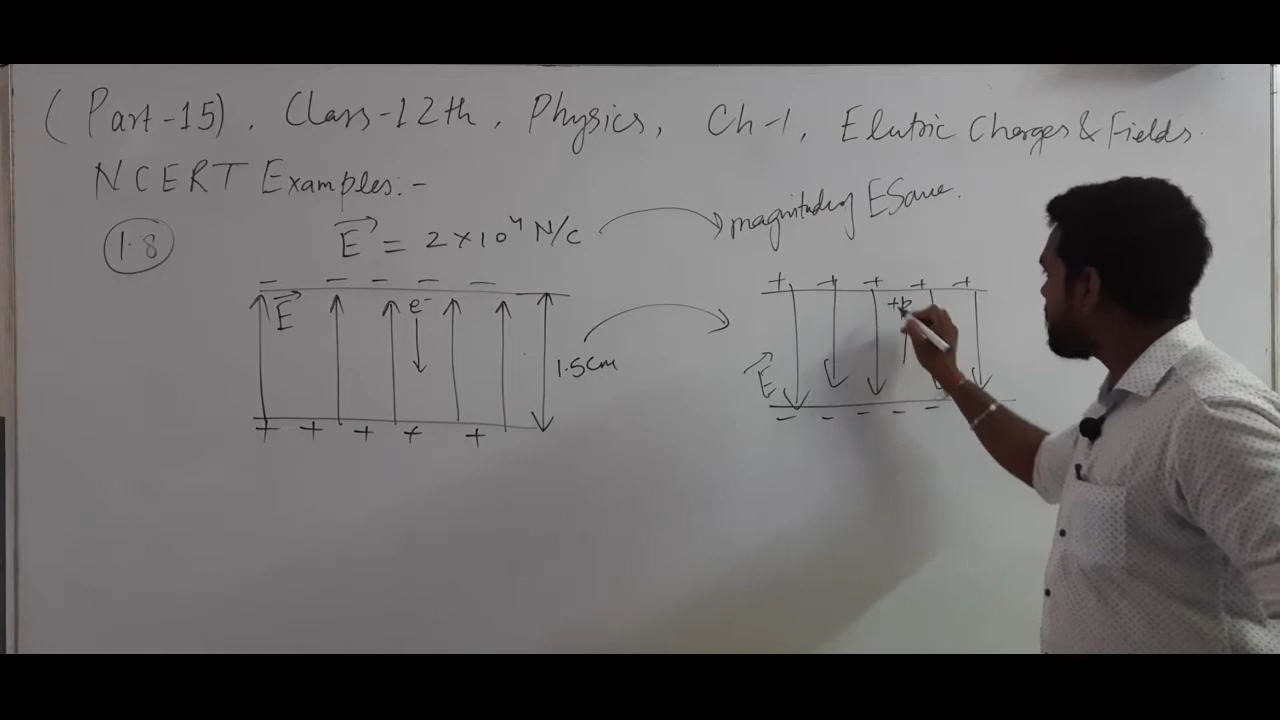 (Part-15), Class-12th, Physics, Ch-1, Elutric Charges & Fields.
NCERT Examples:-
1.8
E = 2×10⁴ N/C
magnitude of E Same.
- - - - -
+ + + + +
E
e-
+p
1.5cm
E
+ + + + +
- - - - -